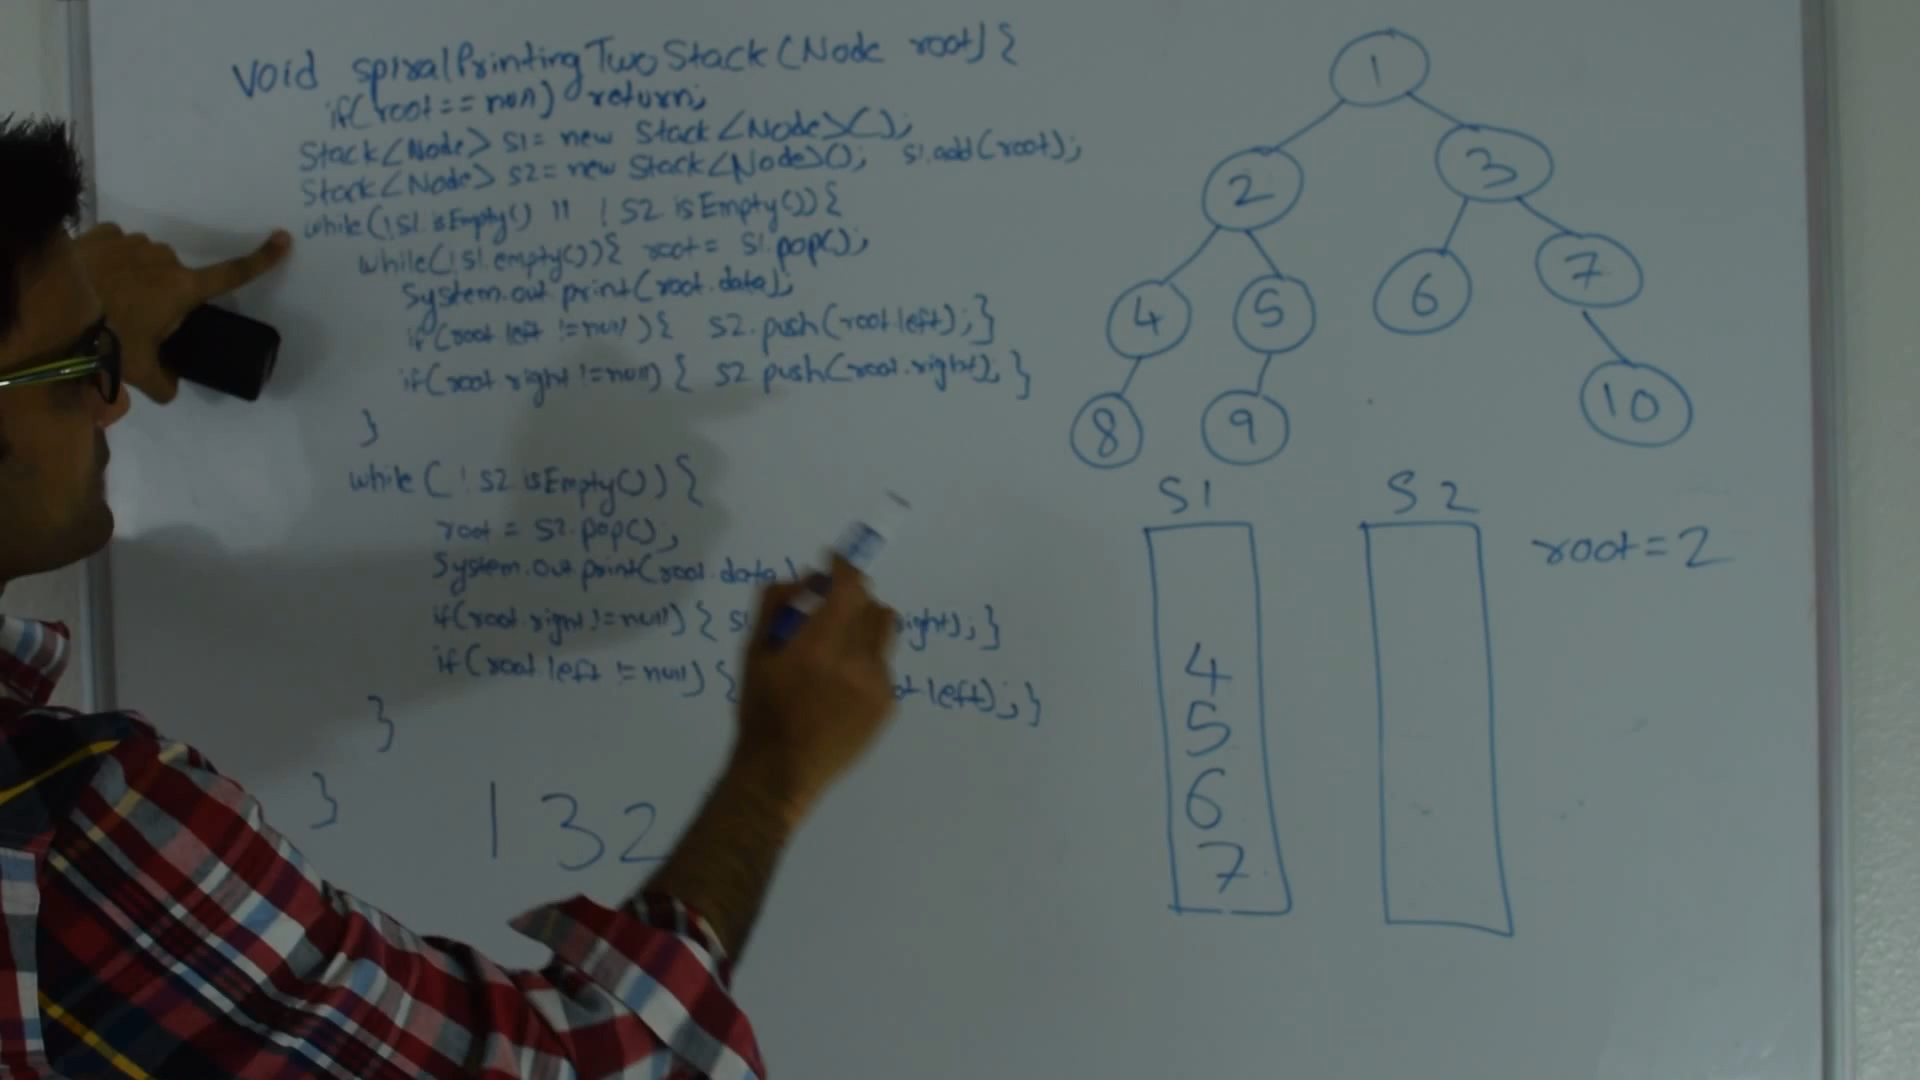 void spiralPrintingTwoStack(Node root){
if(root==null) return;
Stack<Node> s1= new Stack<Node>();
Stack<Node> s2= new Stack<Node>(); s1.add(root);
while(!s1.isEmpty() || !s2.isEmpty()){
while(!s1.empty()){ root= s1.pop();
System.out.print(root.data);
if(root.left !=null){ s2.push(root.left);}
if(root.right !=null){ s2.push(root.right);}
}
while(!s2.isEmpty()){
root = s2.pop();
System.out.print(root.data)
if(root.right !=null){ s1 right);}
if(root.left !=null){ left);}
}
}
1 3 2
1
2 3
4 5 6 7
8 9 10
S1 S2
root=2
4
5
6
7